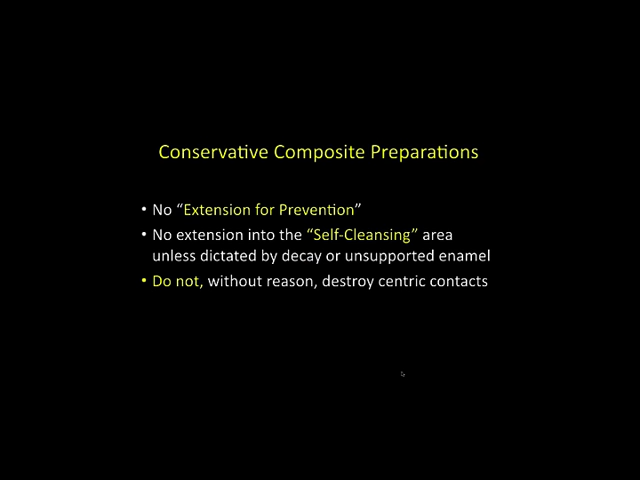 Conservative Composite Preparations
• No “Extension for Prevention”
• No extension into the “Self-Cleansing” area
unless dictated by decay or unsupported enamel
• Do not, without reason, destroy centric contacts